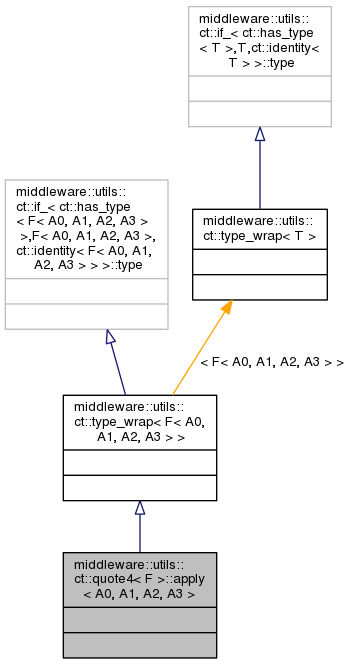 middleware::utils::
ct::if_< ct::has_type
< T >,T,ct::identity<
T > >::type
middleware::utils::
ct::if_< ct::has_type
< F< A0, A1, A2, A3 >
>,F< A0, A1, A2, A3 >,
ct::identity< F< A0, A1,
A2, A3 > > >::type
middleware::utils::
ct::type_wrap< T >
< F< A0, A1, A2, A3 > >
middleware::utils::
ct::type_wrap< F< A0,
A1, A2, A3 > >
middleware::utils::
ct::quote4< F >::apply
< A0, A1, A2, A3 >